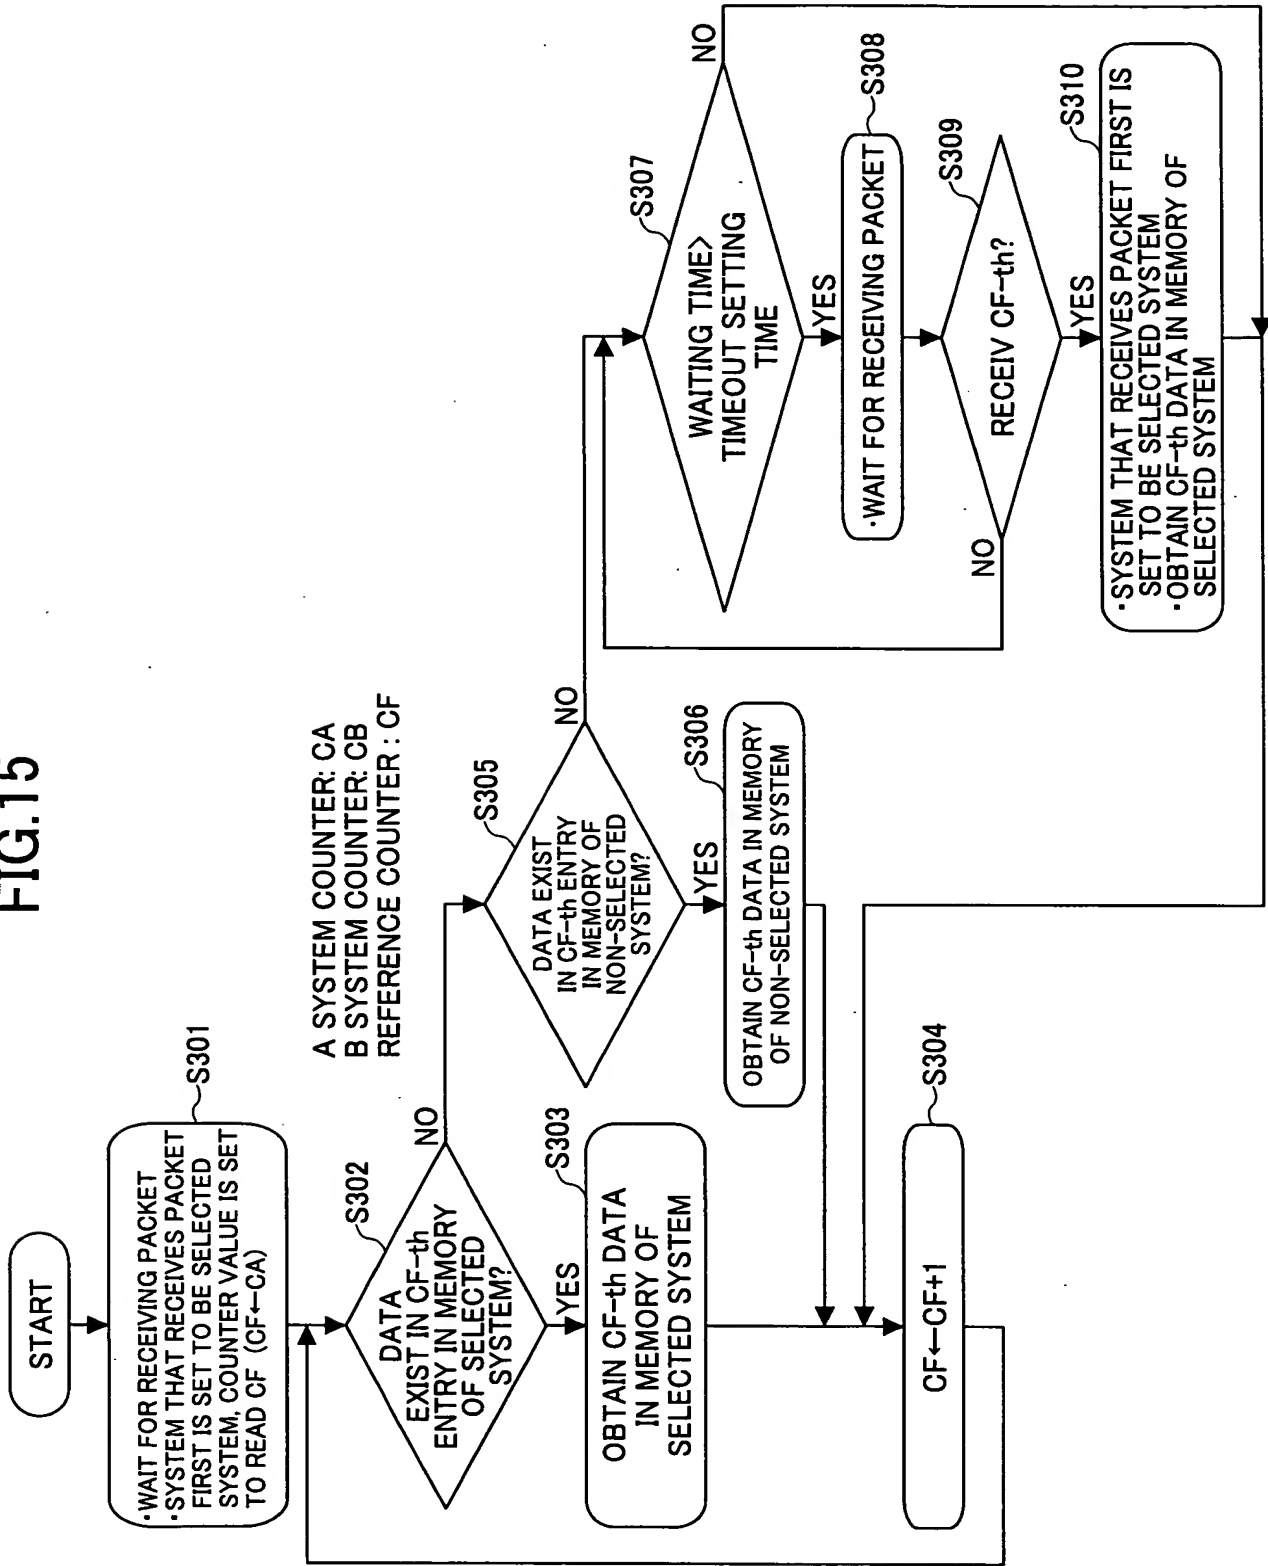 FIG.15
START
·WAIT FOR RECEIVING PACKET
·SYSTEM THAT RECEIVES PACKET
FIRST IS SET TO BE SELECTED
SYSTEM, COUNTER VALUE IS SET
TO READ CF (CF←CA)
S301
A SYSTEM COUNTER: CA
B SYSTEM COUNTER: CB
REFERENCE COUNTER : CF
DATA
EXIST IN CF-th
ENTRY IN MEMORY
OF SELECTED
SYSTEM?
S302
NO
YES
OBTAIN CF-th DATA
IN MEMORY OF
SELECTED SYSTEM
S303
CF←CF+1
S304
DATA EXIST
IN CF-th ENTRY
IN MEMORY OF
NON-SELECTED
SYSTEM?
S305
NO
YES
OBTAIN CF-th DATA IN MEMORY
OF NON-SELECTED SYSTEM
S306
WAITING TIME>
TIMEOUT SETTING
TIME
S307
NO
YES
·WAIT FOR RECEIVING PACKET
S308
RECEIV CF-th?
S309
NO
YES
·SYSTEM THAT RECEIVES PACKET FIRST IS
SET TO BE SELECTED SYSTEM
·OBTAIN CF-th DATA IN MEMORY OF
SELECTED SYSTEM
S310